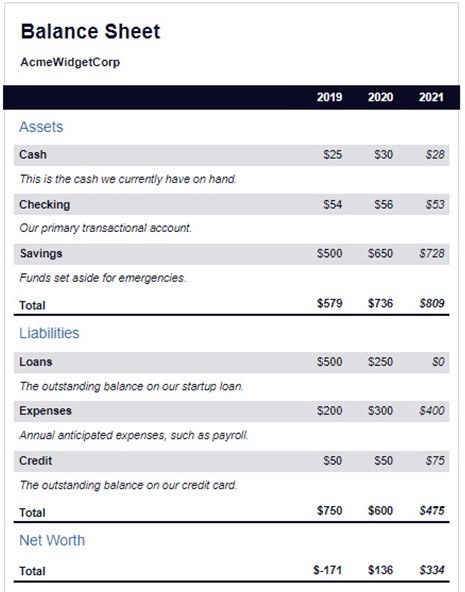 Balance Sheet
AcmeWidgetCorp
2019 2020 2021
Assets
Cash $25 $30 $28
This is the cash we currently have on hand.
Checking $54 $56 $53
Our primary transactional account.
Savings $500 $650 $728
Funds set aside for emergencies.
Total $579 $736 $809
Liabilities
Loans $500 $250 $0
The outstanding balance on our startup loan.
Expenses $200 $300 $400
Annual anticipated expenses, such as payroll.
Credit $50 $50 $75
The outstanding balance on our credit card.
Total $750 $600 $475
Net Worth
Total $-171 $136 $334